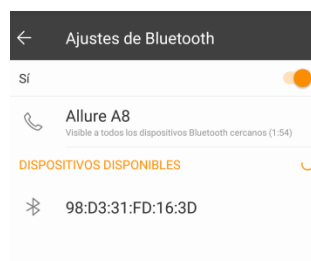 Ajustes de Bluetooth
Sí
Allure A8
Visible a todos los dispositivos Bluetooth cercanos (1:54)
DISPOSITIVOS DISPONIBLES
98:D3:31:FD:16:3D